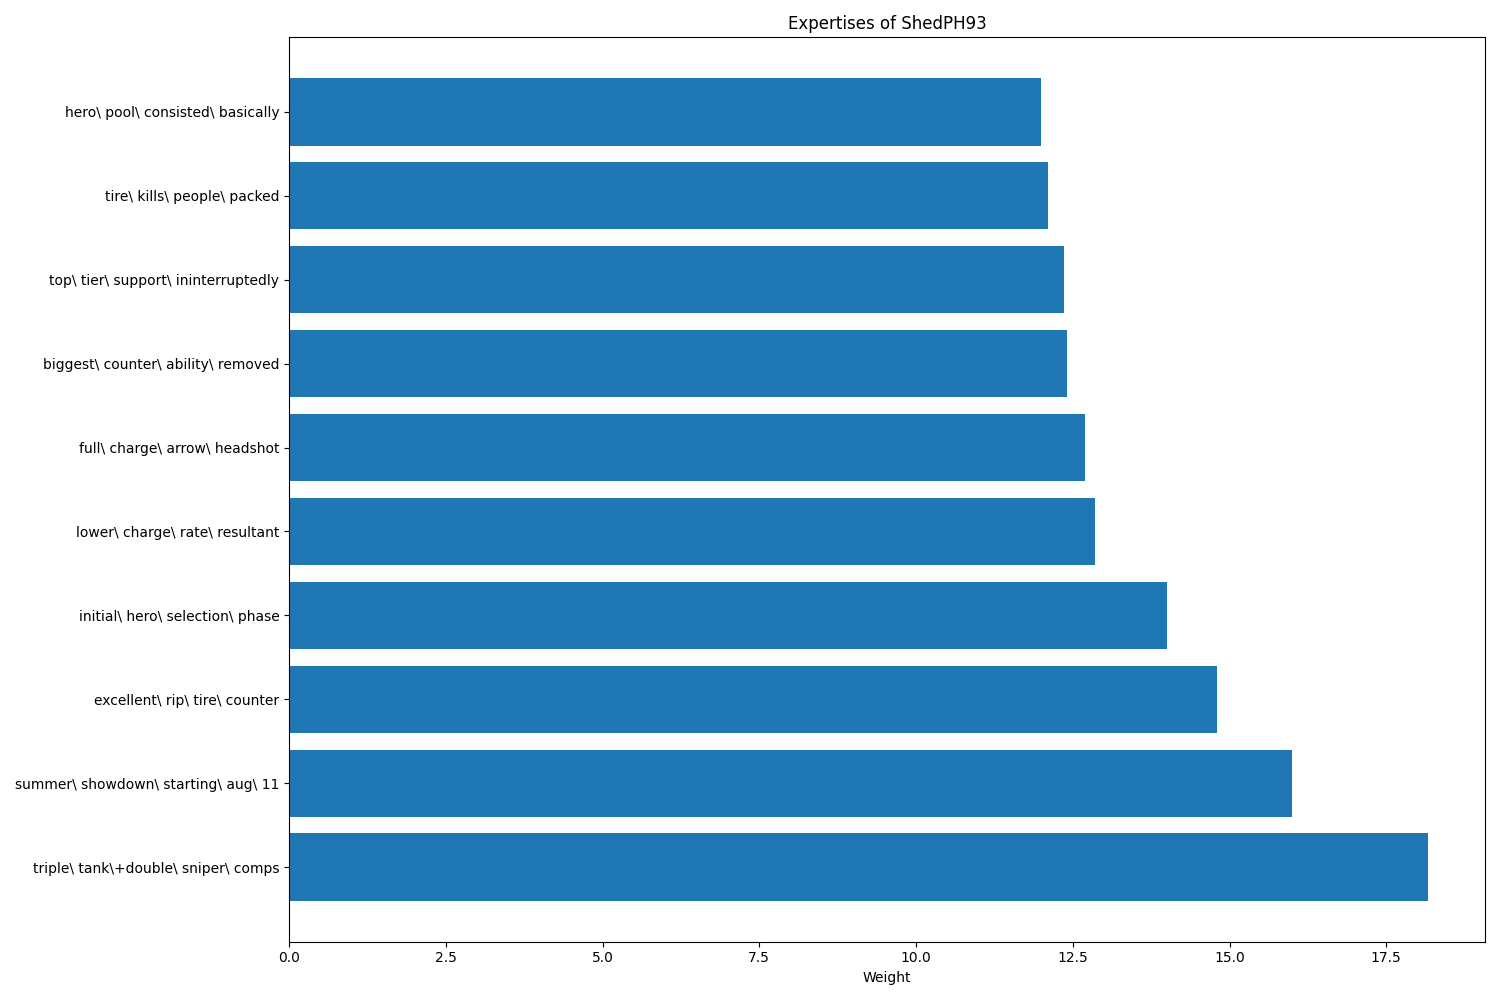 Expertises of ShedPH93
hero\ pool\ consisted\ basically
tire\ kills\ people\ packed
top\ tier\ support\ ininterruptedly
biggest\ counter\ ability\ removed
full\ charge\ arrow\ headshot
lower\ charge\ rate\ resultant
initial\ hero\ selection\ phase
excellent\ rip\ tire\ counter
summer\ showdown\ starting\ aug\ 11
triple\ tank\+double\ sniper\ comps
0.0 2.5 5.0 7.5 10.0 12.5 15.0 17.5
Weight